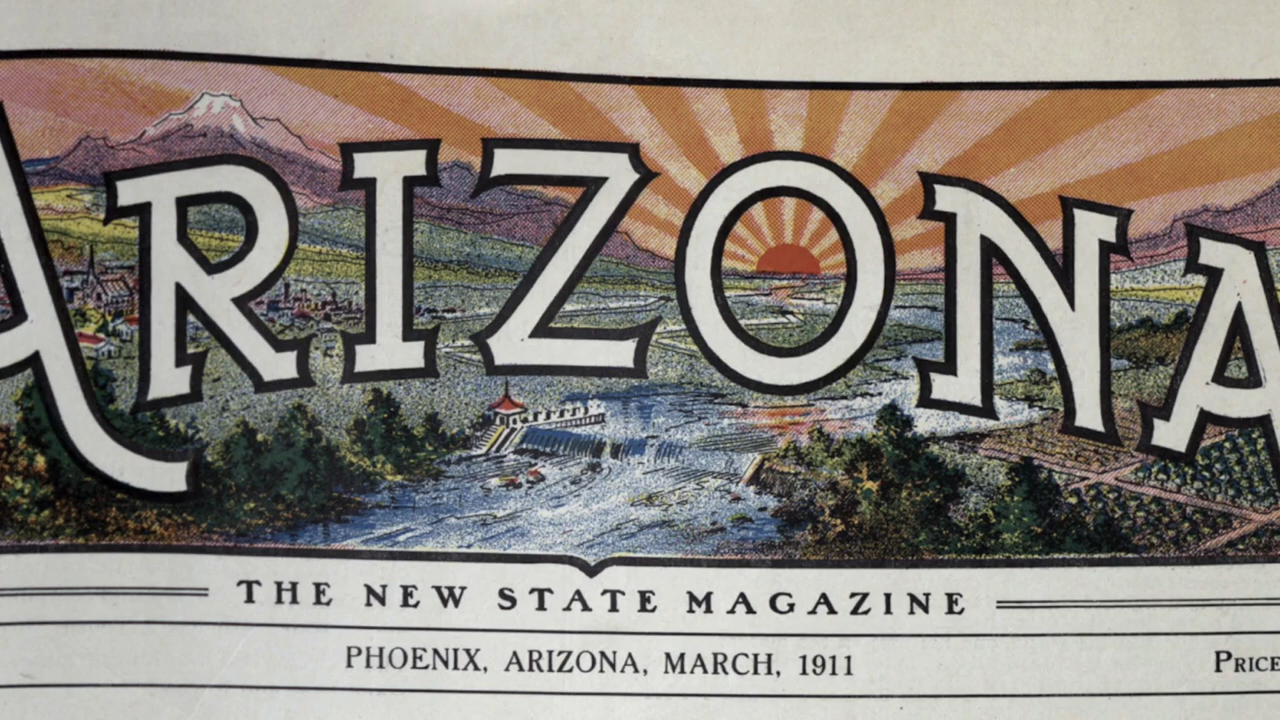 ARIZONA
THE NEW STATE MAGAZINE
PHOENIX, ARIZONA, MARCH, 1911
PRICE